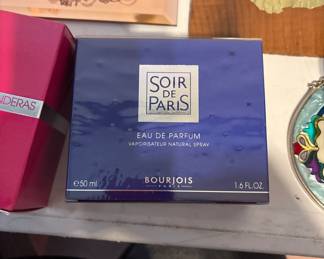 NDERAS
SOIR
DE
PARIS
EAU DE PARFUM
VAPORISATEUR NATURAL SPRAY
BOURJOIS
PARIS
℮50 ml 1.6 FL.OZ.